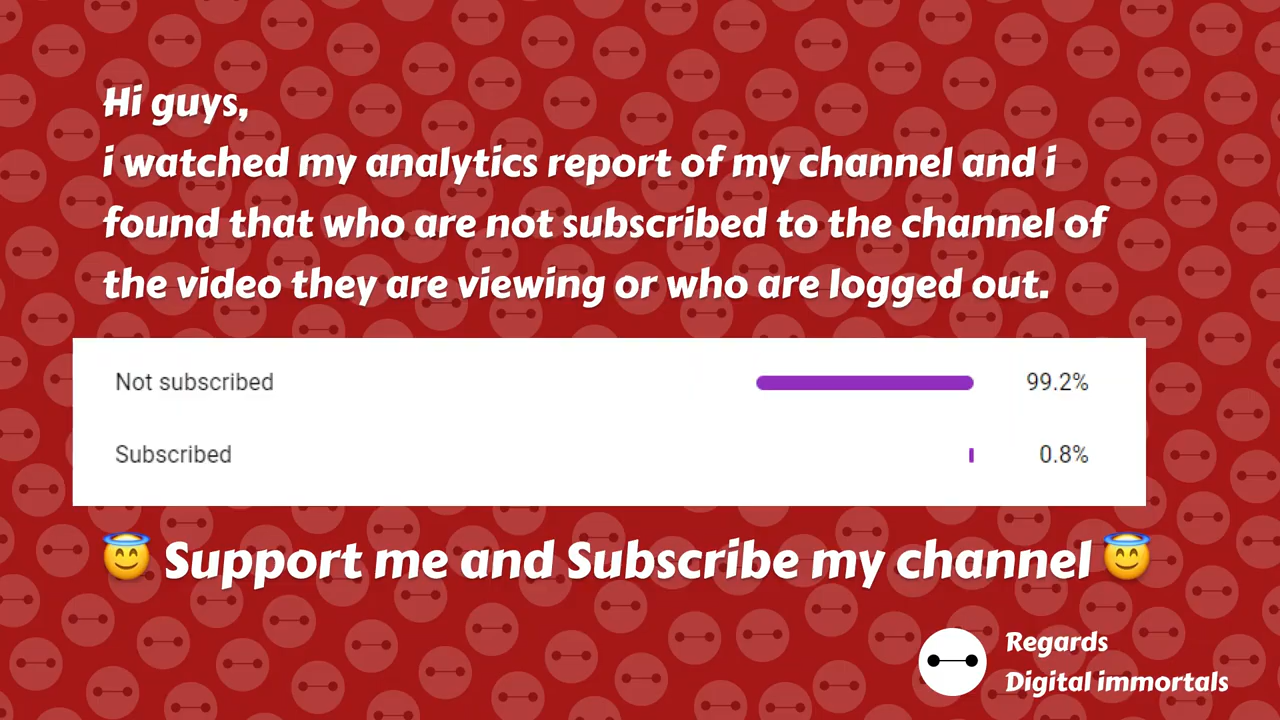 Hi guys,
i watched my analytics report of my channel and i
found that who are not subscribed to the channel of
the video they are viewing or who are logged out.
Not subscribed 99.2%
Subscribed 0.8%
😇 Support me and Subscribe my channel 😇
Regards
Digital immortals